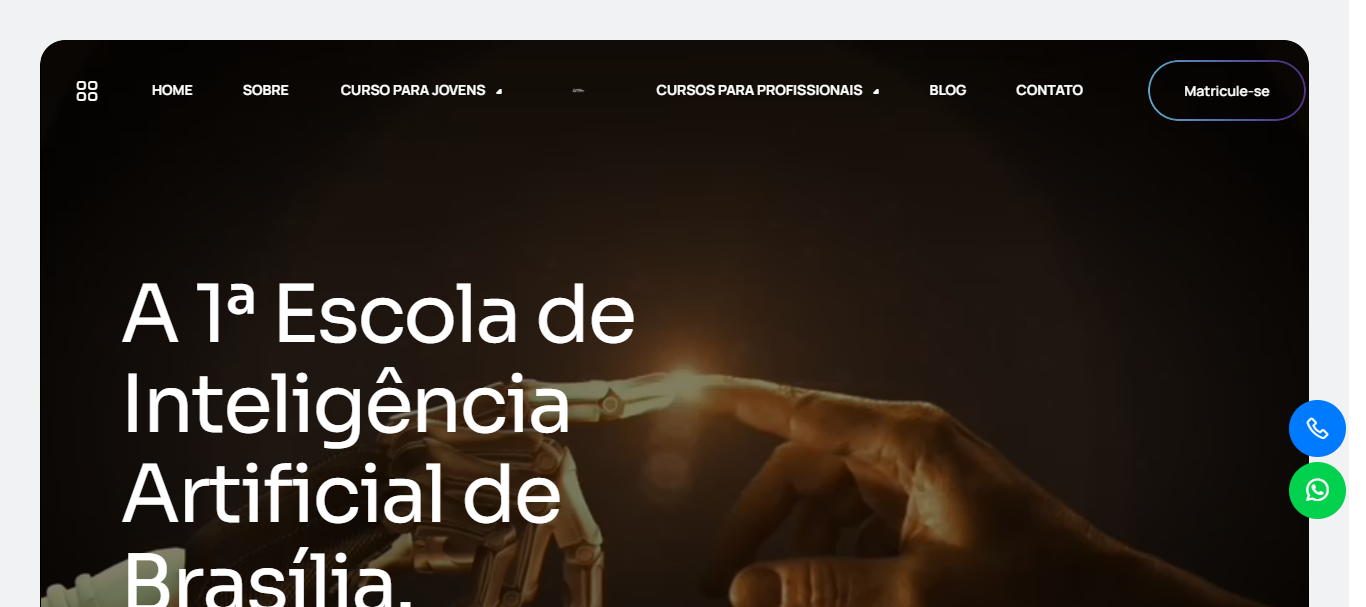 HOME SOBRE CURSO PARA JOVENS CURSOS PARA PROFISSIONAIS BLOG CONTATO Matricule-se
A 1ª Escola de
Inteligência
Artificial de
Brasília.